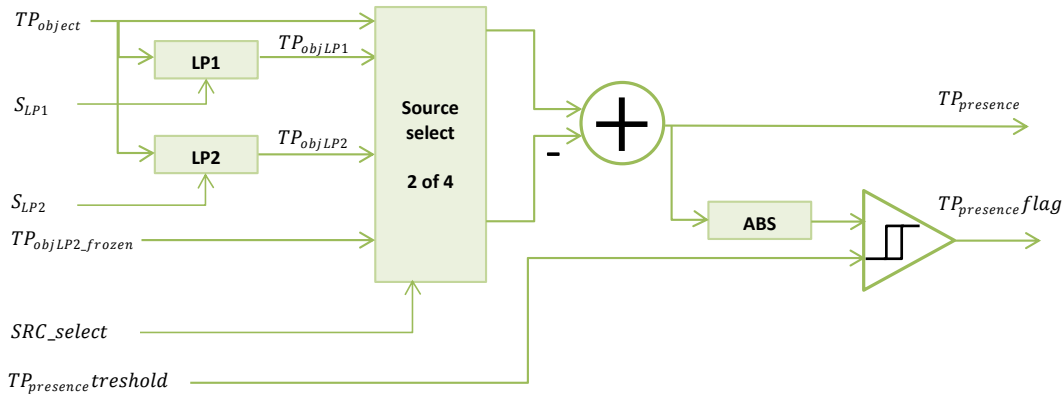 TP_object
LP1
TP_objLP1
S_LP1
LP2
TP_objLP2
S_LP2
TP_objLP2_frozen
Source
select
2 of 4
SRC_select
TP_presence treshold
-
+
TP_presence
ABS
TP_presence flag